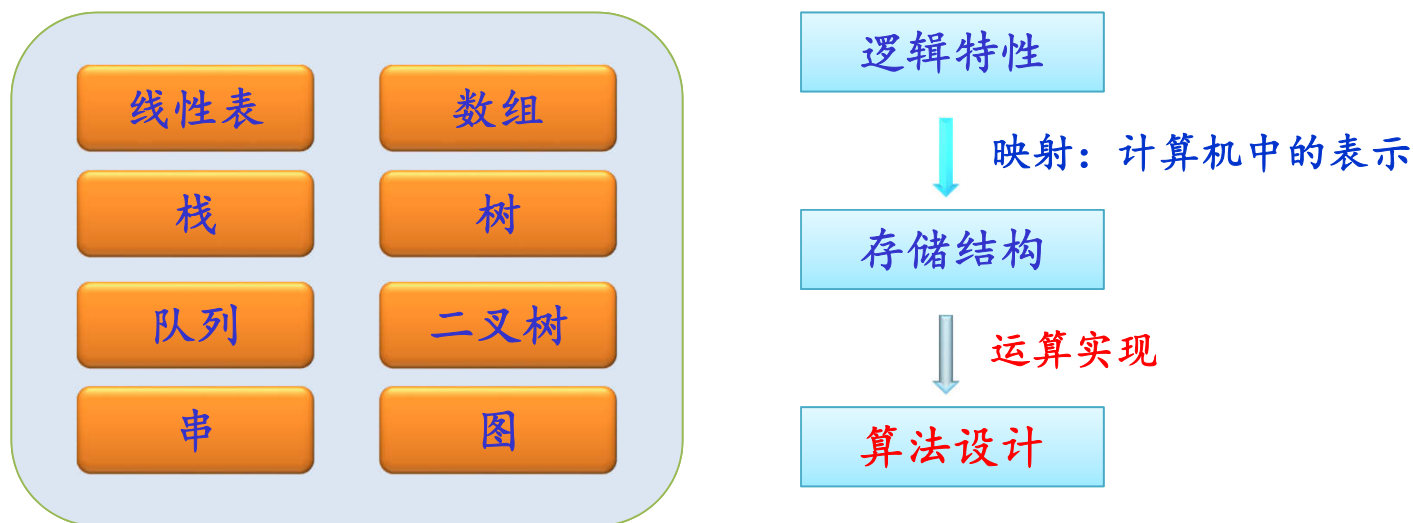 线性表
数组
栈
树
队列
二叉树
串
图
逻辑特性
映射：计算机中的表示
存储结构
运算实现
算法设计